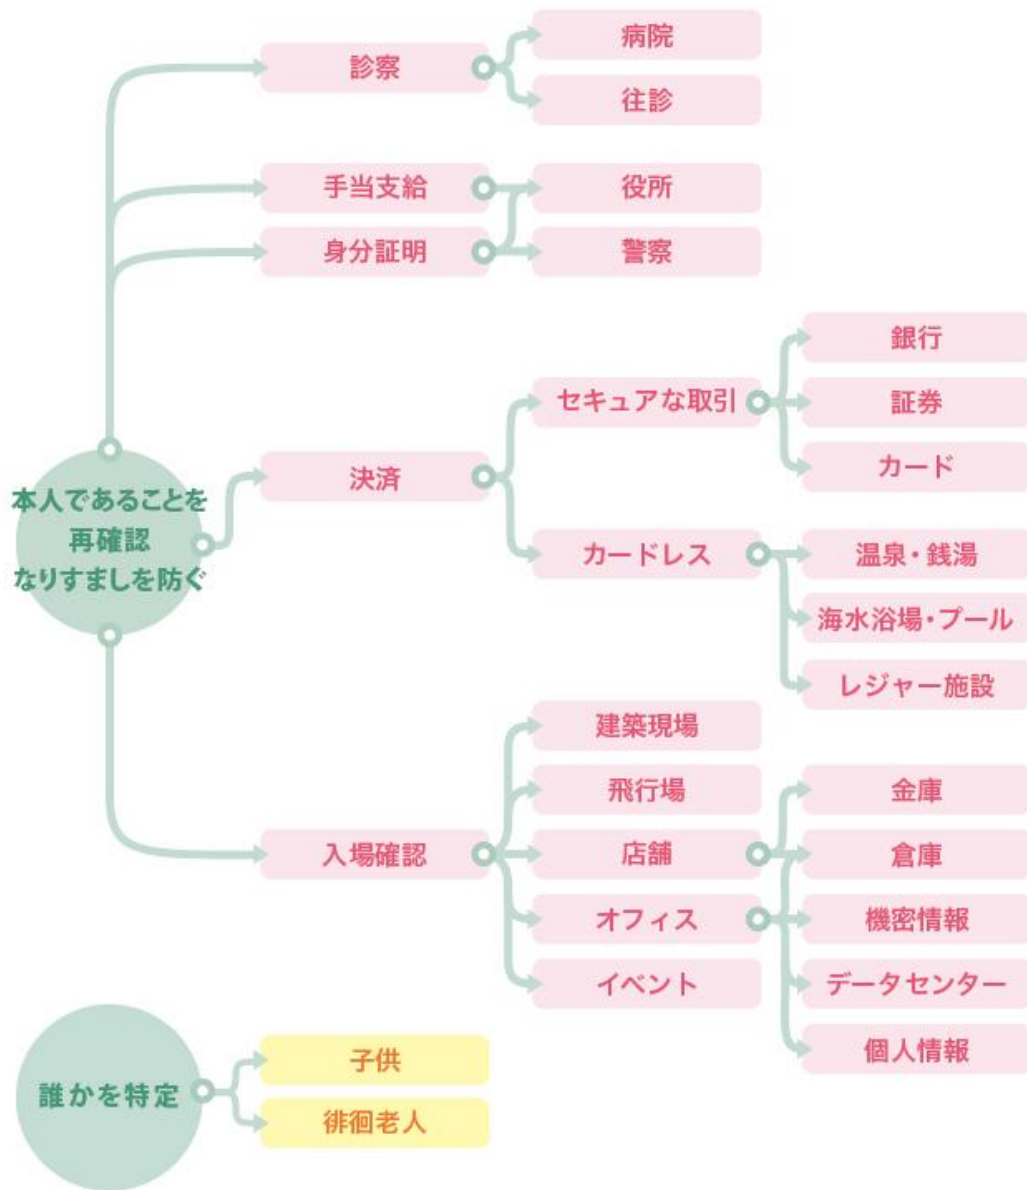 病院
診察
往診
手当支給
役所
身分証明
警察
銀行
セキュアな取引
証券
カード
決済
本人であることを
再確認
なりすましを防ぐ
カードレス
温泉・銭湯
海水浴場・プール
レジャー施設
建築現場
飛行場
金庫
入場確認
店舗
倉庫
オフィス
機密情報
イベント
データセンター
個人情報
誰かを特定
子供
徘徊老人